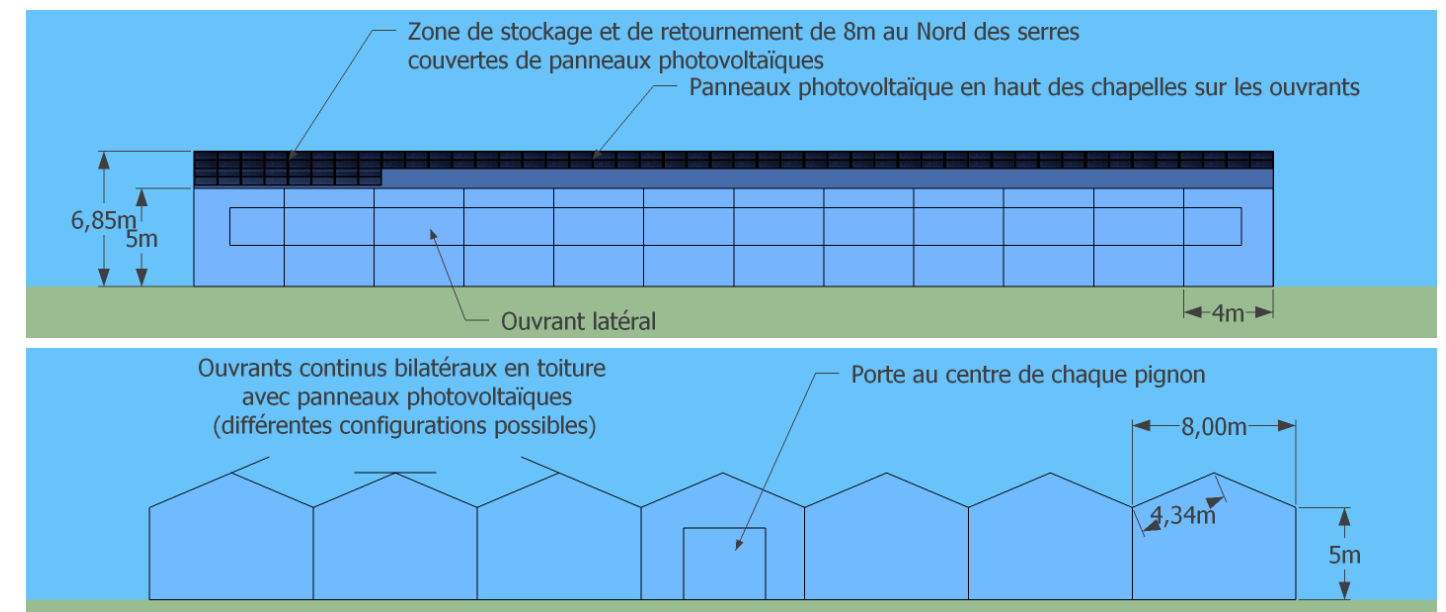 Zone de stockage et de retournement de 8m au Nord des serres
couvertes de panneaux photovoltaïques
Panneaux photovoltaïque en haut des chapelles sur les ouvrants
6,85m
5m
Ouvrant latéral
4m
Ouvrants continus bilatéraux en toiture
avec panneaux photovoltaïques
(différentes configurations possibles)
Porte au centre de chaque pignon
8,00m
4,34m
5m